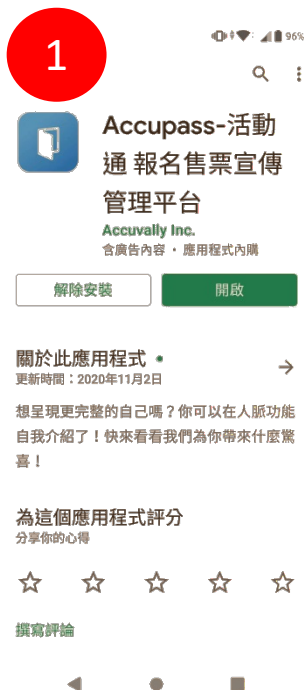 1
96%
Accupass-活動
通 報名售票宣傳
管理平台
Accuvally Inc.
含廣告內容 · 應用程式內購
解除安裝
開啟
關於此應用程式
更新時間：2020年11月2日
想呈現更完整的自己嗎？你可以在人脈功能
自我介紹了！快來看看我們為你帶來什麼驚
喜！
為這個應用程式評分
分享你的心得
撰寫評論